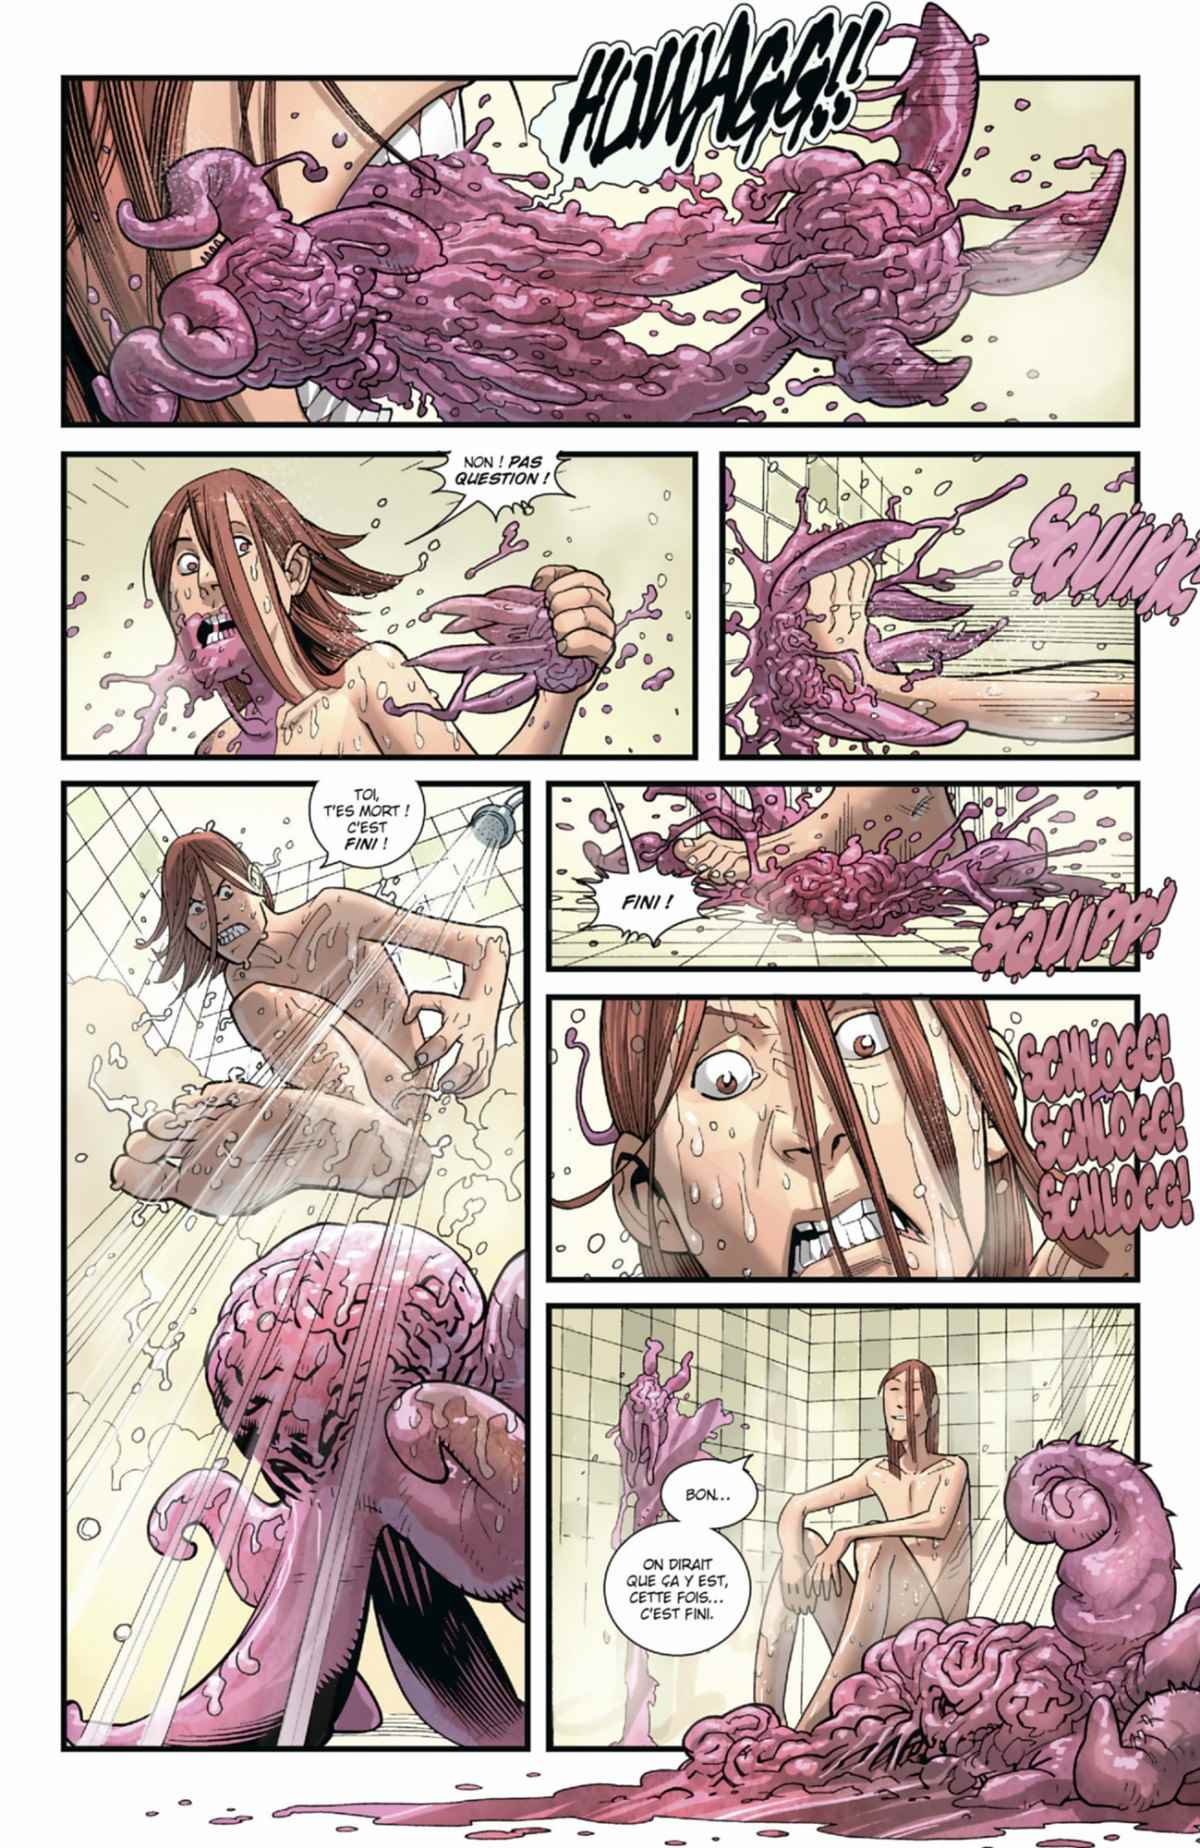 HOWAGG!!
NON ! PAS
QUESTION !
SQUIKK
TOI,
T'ES MORT !
C'EST
FINI !
FINI !
SQUIPP!
SCHLOGG!
SCHLOGG!
SCHLOGG!
BON...
ON DIRAIT
QUE ÇA Y EST,
CETTE FOIS...
C'EST FINI.